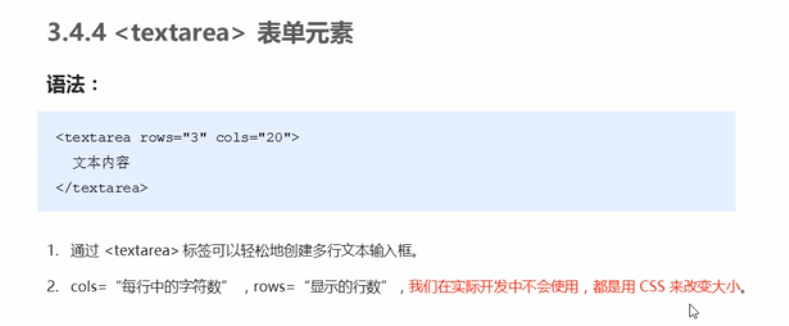 3.4.4 <textarea> 表单元素
语法：
<textarea rows="3" cols="20">
文本内容
</textarea>
1. 通过 <textarea> 标签可以轻松地创建多行文本输入框。
2. cols=“每行中的字符数” ，rows=“显示的行数”，我们在实际开发中不会使用，都是用 CSS 来改变大小。